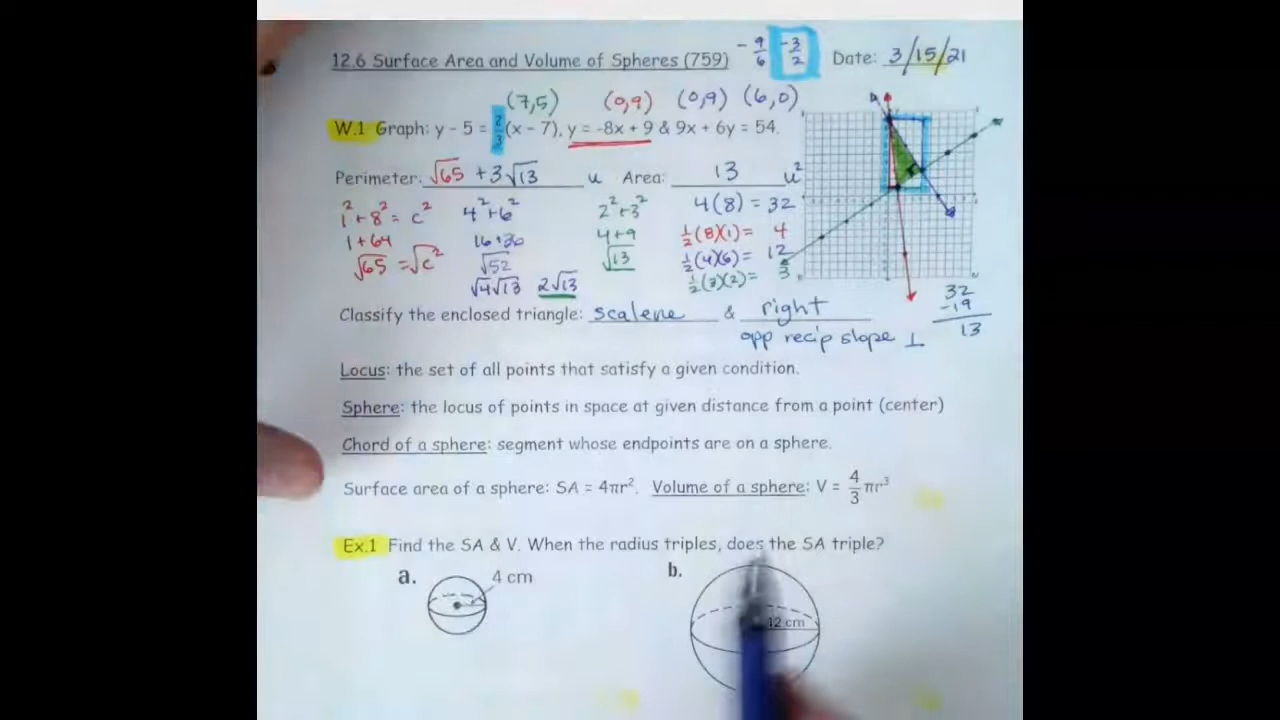 12.6 Surface Area and Volume of Spheres (759) - 9/6 -3/2 Date: 3/15/21
(7,5) (0,9) (0,9) (6,0)
W.1 Graph: y - 5 = 2/3(x - 7), y = -8x + 9 & 9x + 6y = 54.
Perimeter: √65 + 3√13 u Area: 13 u²
1² + 8² = c² 4² + 6² 2² + 3² 4(8) = 32
1 + 64 16 + 36 4 + 9 ½(8)(1) = 4
√65 = √c² √52 √13 ½(4)(6) = 12
√4√13 2√13 ½(3)(2) = 3
32
-19
13
Classify the enclosed triangle: scalene & right
opp recip slope ⊥
Locus: the set of all points that satisfy a given condition.
Sphere: the locus of points in space at given distance from a point (center)
Chord of a sphere: segment whose endpoints are on a sphere.
Surface area of a sphere: SA = 4πr². Volume of a sphere: V = 4/3 πr³
Ex.1 Find the SA & V. When the radius triples, does the SA triple?
a. 4 cm b.
12 cm